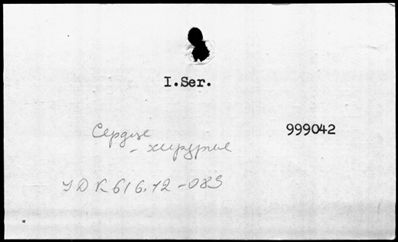 I.Ser.
999042
Сердце
- хирургия
УДК 616.12-089